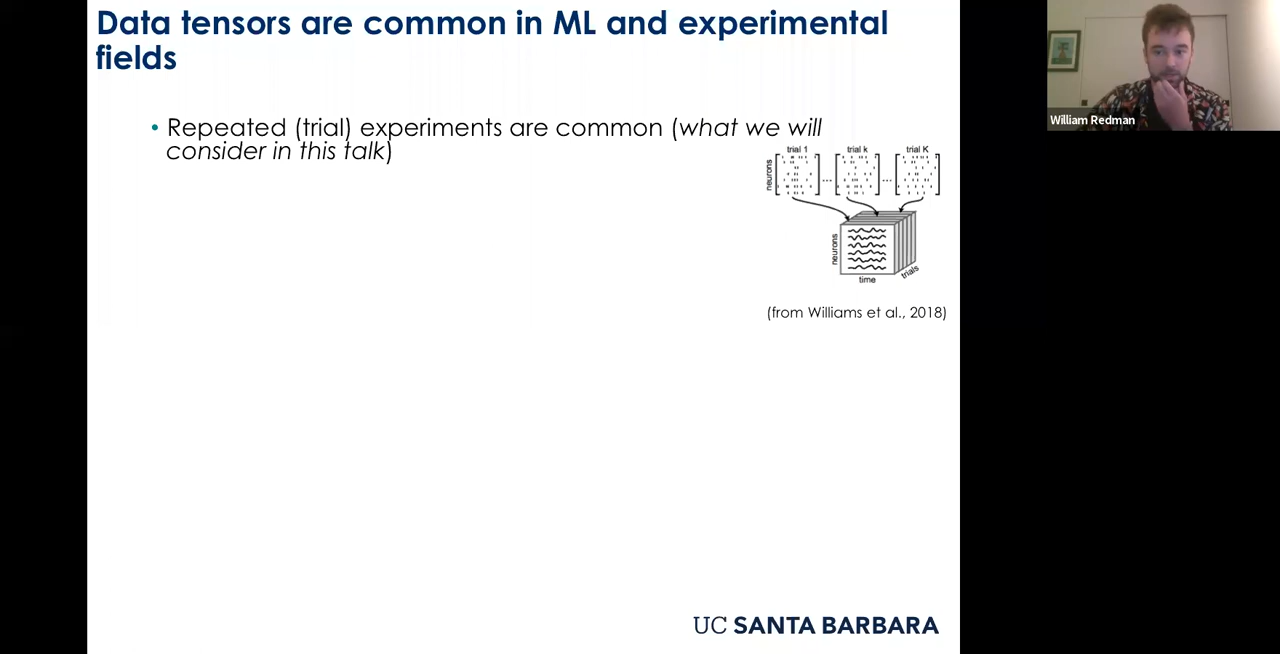 Data tensors are common in ML and experimental
fields
• Repeated (trial) experiments are common (what we will
consider in this talk)
trial 1 trial k trial K
neurons
... ...
neurons
time
trials
(from Williams et al., 2018)
UC SANTA BARBARA
William Redman